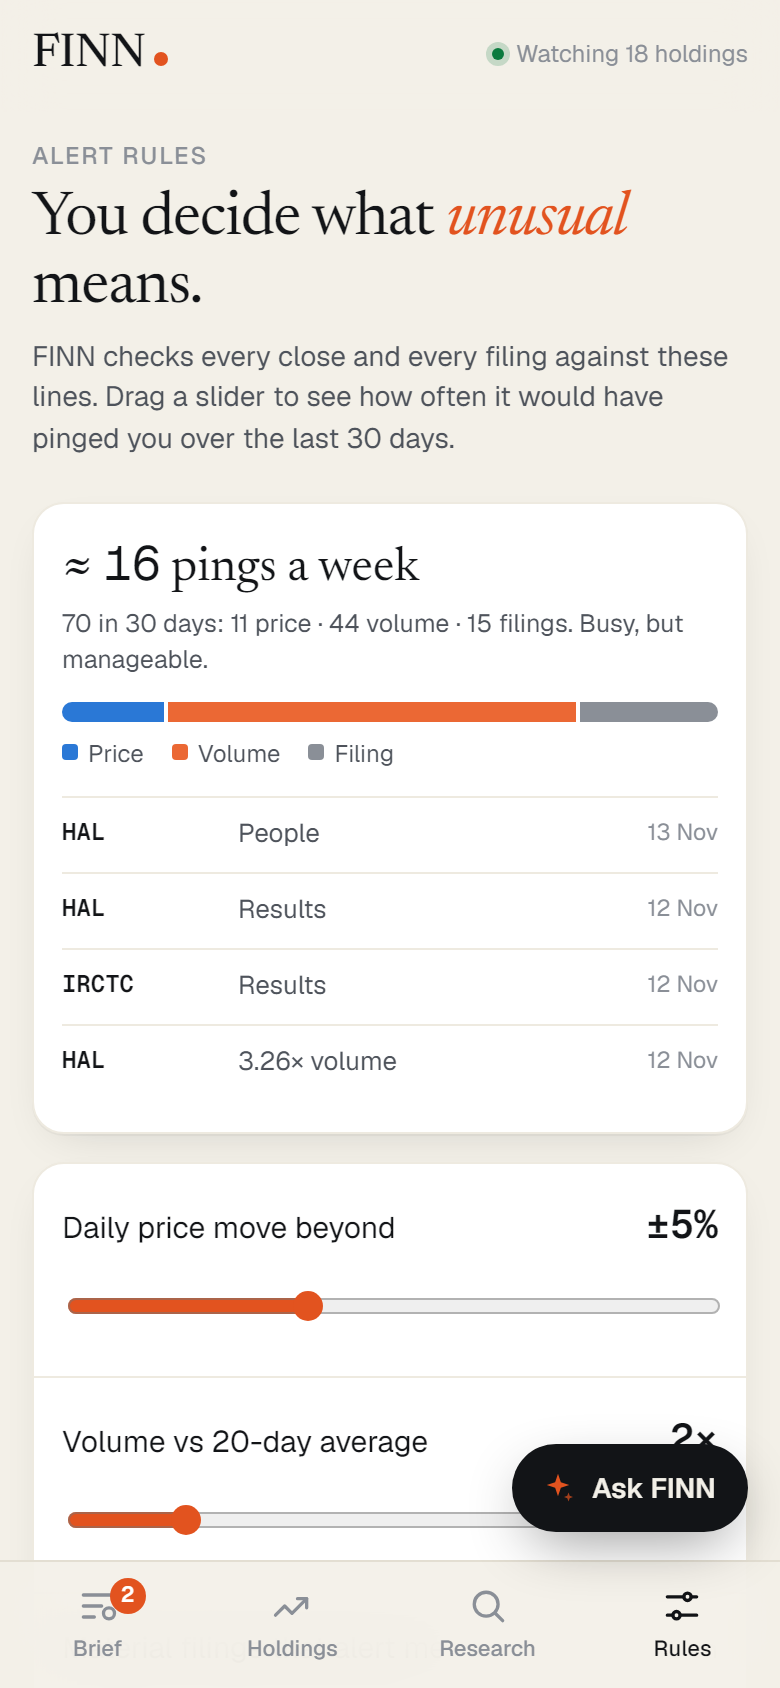 FINN
Watching 18 holdings
ALERT RULES
You decide what unusual
means.
FINN checks every close and every filing against these
lines. Drag a slider to see how often it would have
pinged you over the last 30 days.
≈ 16 pings a week
70 in 30 days: 11 price · 44 volume · 15 filings. Busy, but
manageable.
Price Volume Filing
HAL People 13 Nov
HAL Results 12 Nov
IRCTC Results 12 Nov
HAL 3.26× volume 12 Nov
Daily price move beyond ±5%
Volume vs 20-day average 2×
Ask FINN
2
Brief Holdings Research Rules